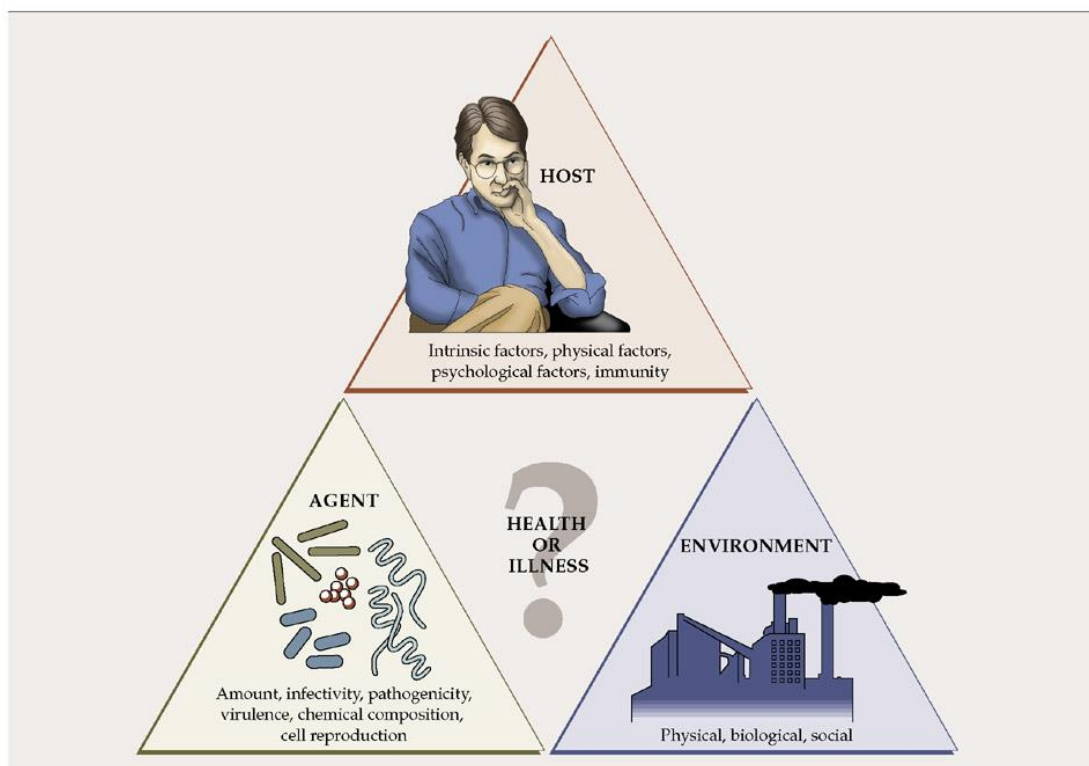 HOST
Intrinsic factors, physical factors,
psychological factors, immunity
AGENT
Amount, infectivity, pathogenicity,
virulence, chemical composition,
cell reproduction
?
HEALTH
OR
ILLNESS
ENVIRONMENT
Physical, biological, social